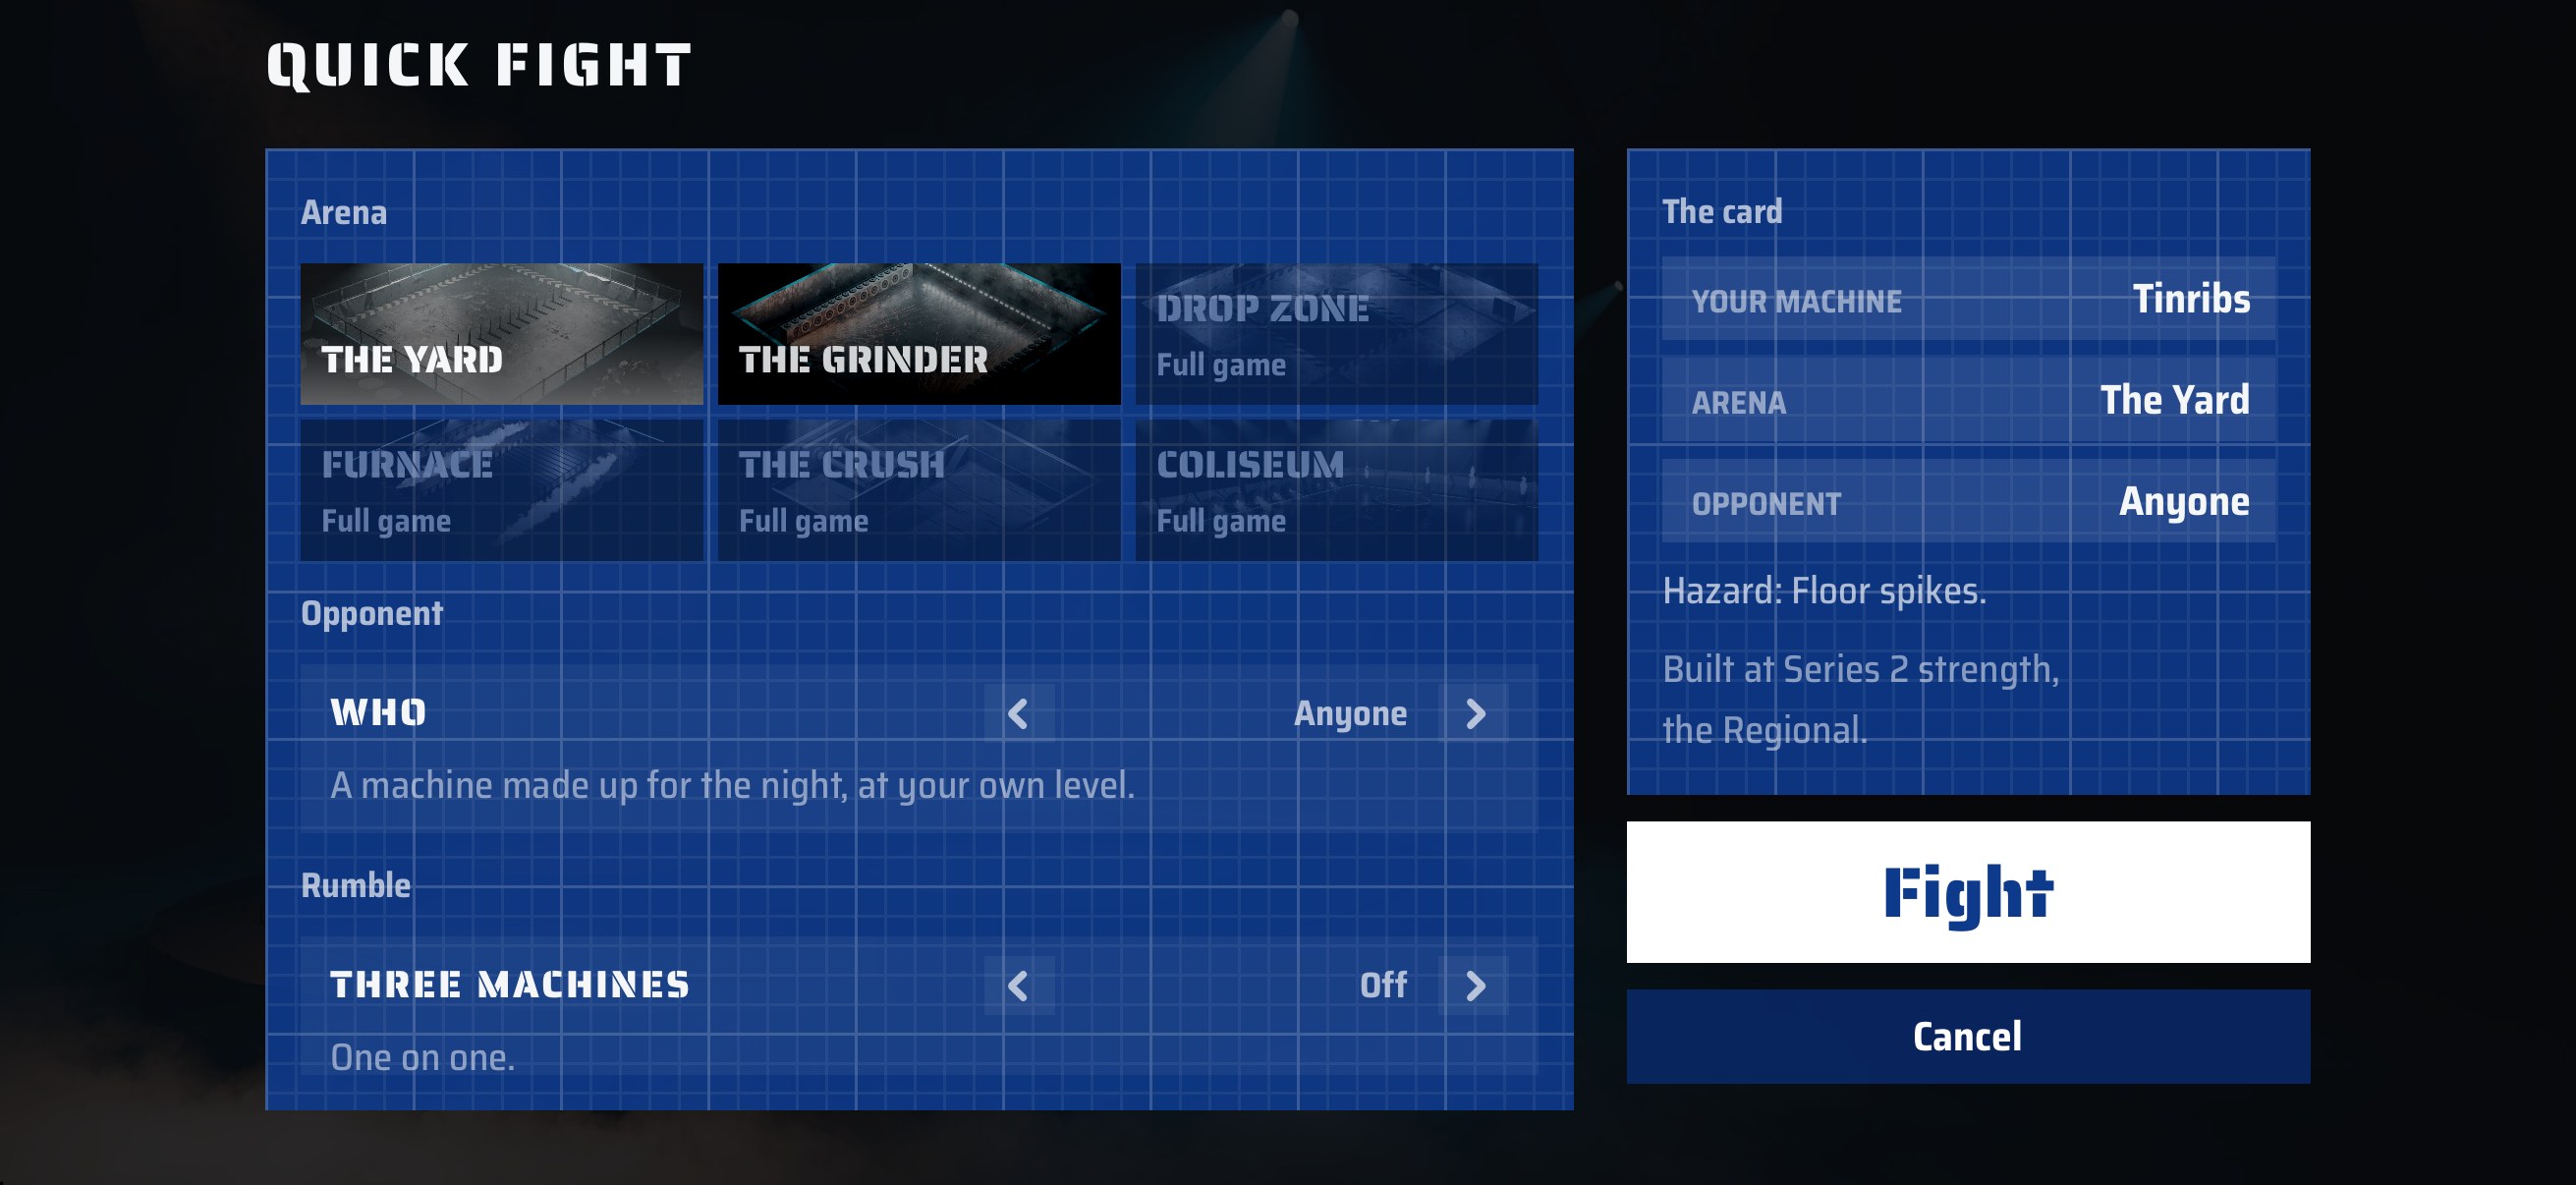 QUICK FIGHT
Arena
THE YARD
THE GRINDER
DROP ZONE
Full game
FURNACE
Full game
THE CRUSH
Full game
COLISEUM
Full game
Opponent
WHO
Anyone
A machine made up for the night, at your own level.
Rumble
THREE MACHINES
Off
One on one.
The card
YOUR MACHINE
Tinribs
ARENA
The Yard
OPPONENT
Anyone
Hazard: Floor spikes.
Built at Series 2 strength,
the Regional.
Fight
Cancel